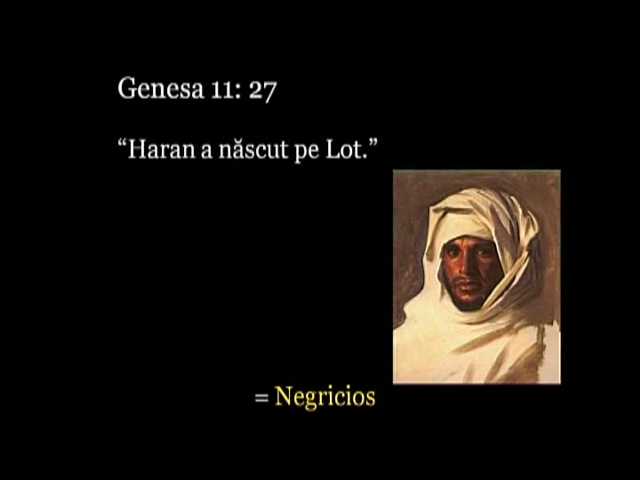 Genesa 11: 27
“Haran a născut pe Lot.”
= Negricios